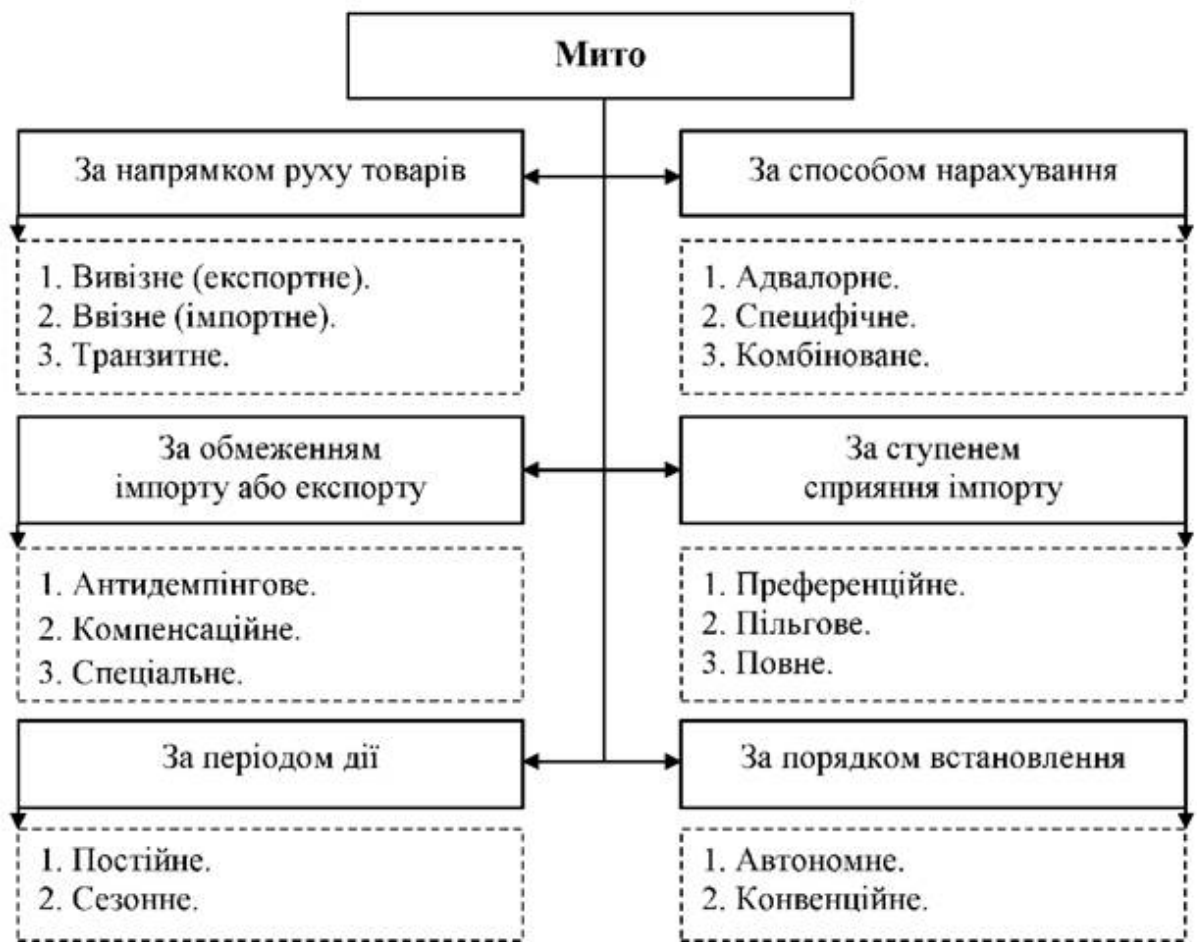 Мито
За напрямком руху товарів
1. Вивізне (експортне).
2. Ввізне (імпортне).
3. Транзитне.
За способом нарахування
1. Адвалорне.
2. Специфічне.
3. Комбіноване.
За обмеженням
імпорту або експорту
1. Антидемпінгове.
2. Компенсаційне.
3. Спеціальне.
За ступенем
сприяння імпорту
1. Преференційне.
2. Пільгове.
3. Повне.
За періодом дії
1. Постійне.
2. Сезонне.
За порядком встановлення
1. Автономне.
2. Конвенційне.